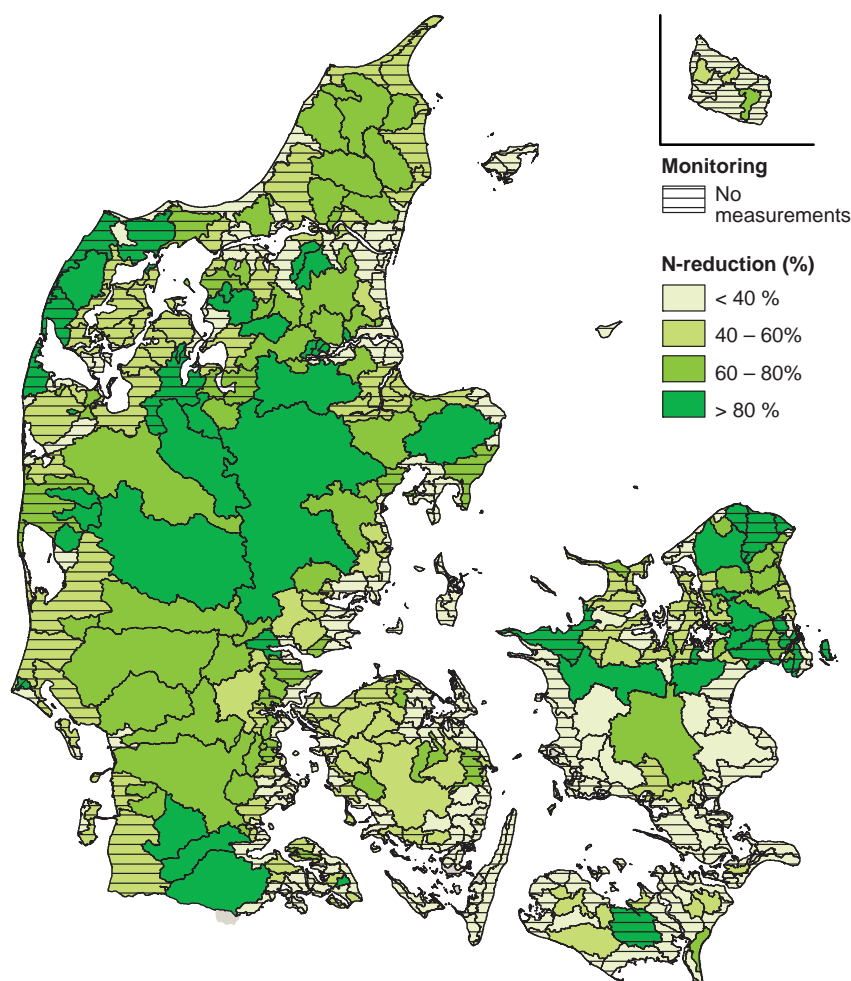 Monitoring
No
measurements
N-reduction (%)
< 40 %
40 – 60%
60 – 80%
> 80 %